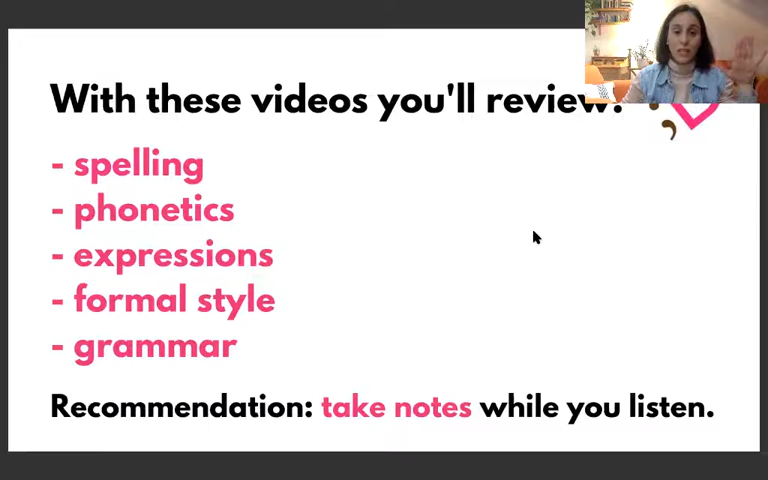 With these videos you'll review:
- spelling
- phonetics
- expressions
- formal style
- grammar
Recommendation: take notes while you listen.